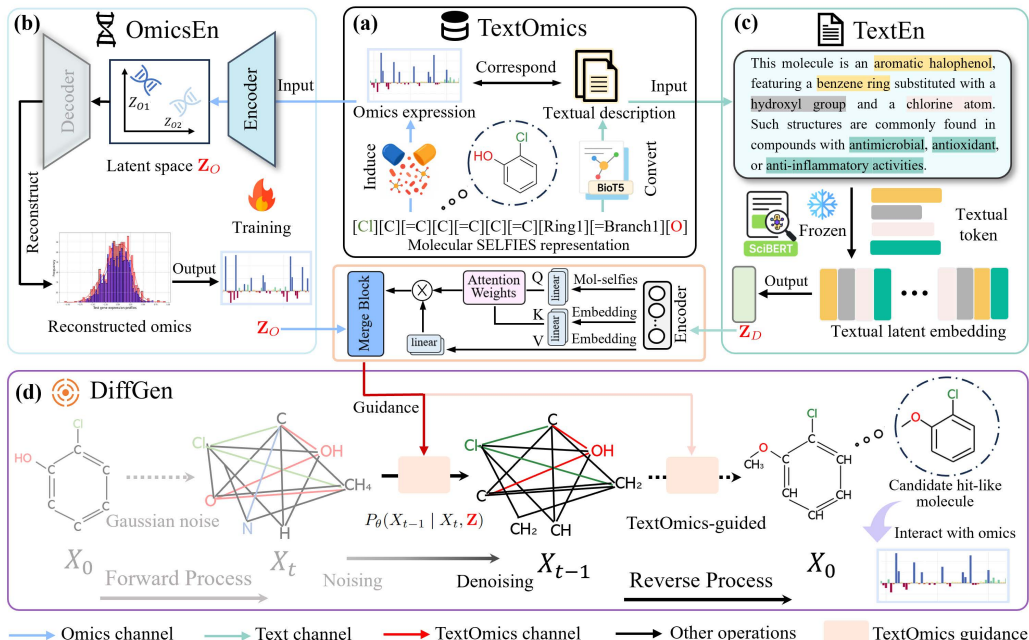 (b) OmicsEn
Decoder
Z_O1
Z_O2
Encoder
Latent space Z_O
Input
Reconstruct
Training
Output
Reconstructed omics
Z_O
(a) TextOmics
Correspond
Omics expression
Textual description
Input
Induce
Cl
HO
BioT5
Convert
[Cl][C][=C][C][=C][C][=C][Ring1][=Branch1][O]
Molecular SELFIES representation
(c) TextEn
This molecule is an aromatic halophenol,
featuring a benzene ring substituted with a
hydroxyl group and a chlorine atom.
Such structures are commonly found in
compounds with antimicrobial, antioxidant,
or anti-inflammatory activities.
SciBERT
Frozen
Textual
token
Output
Z_D
Textual latent embedding
Merge Block
Attention
Weights
Q
linear
Mol-selfies
K
linear
Embedding
V
linear
Embedding
Encoder
(d) DiffGen
Guidance
Cl
HO
Gaussian noise
C
Cl
OH
O
CH₄
N
H
P_θ(X_{t-1} | X_t, Z)
C
Cl
OH
C
CH₂
CH₂
CH
TextOmics-guided
Cl
O
C
CH₃
C
CH
CH
CH
CH
Cl
O
Candidate hit-like
molecule
Interact with omics
X_0
X_t
X_{t-1}
X_0
Forward Process
Noising
Denoising
Reverse Process
Omics channel
Text channel
TextOmics channel
Other operations
TextOmics guidance